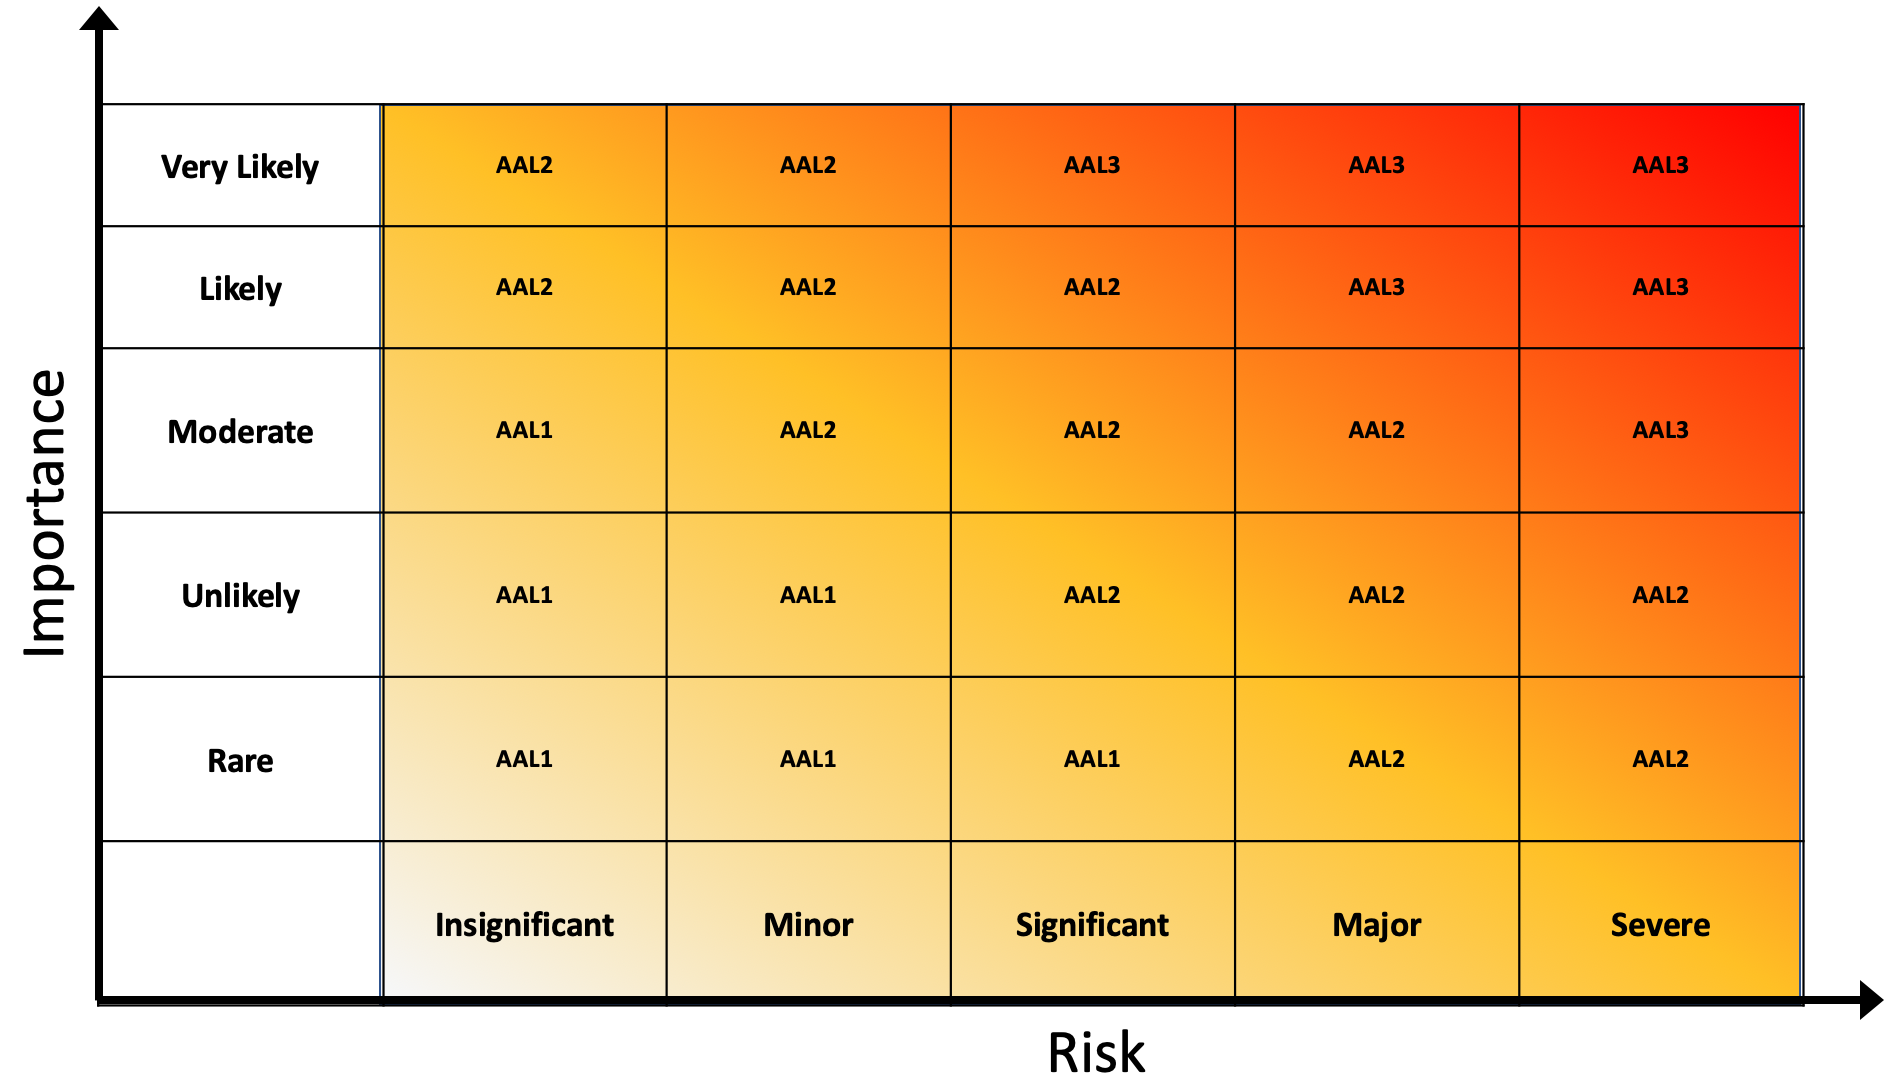 Importance
Very Likely AAL2 AAL2 AAL3 AAL3 AAL3
Likely AAL2 AAL2 AAL2 AAL3 AAL3
Moderate AAL1 AAL2 AAL2 AAL2 AAL3
Unlikely AAL1 AAL1 AAL2 AAL2 AAL2
Rare AAL1 AAL1 AAL1 AAL2 AAL2
Insignificant Minor Significant Major Severe
Risk